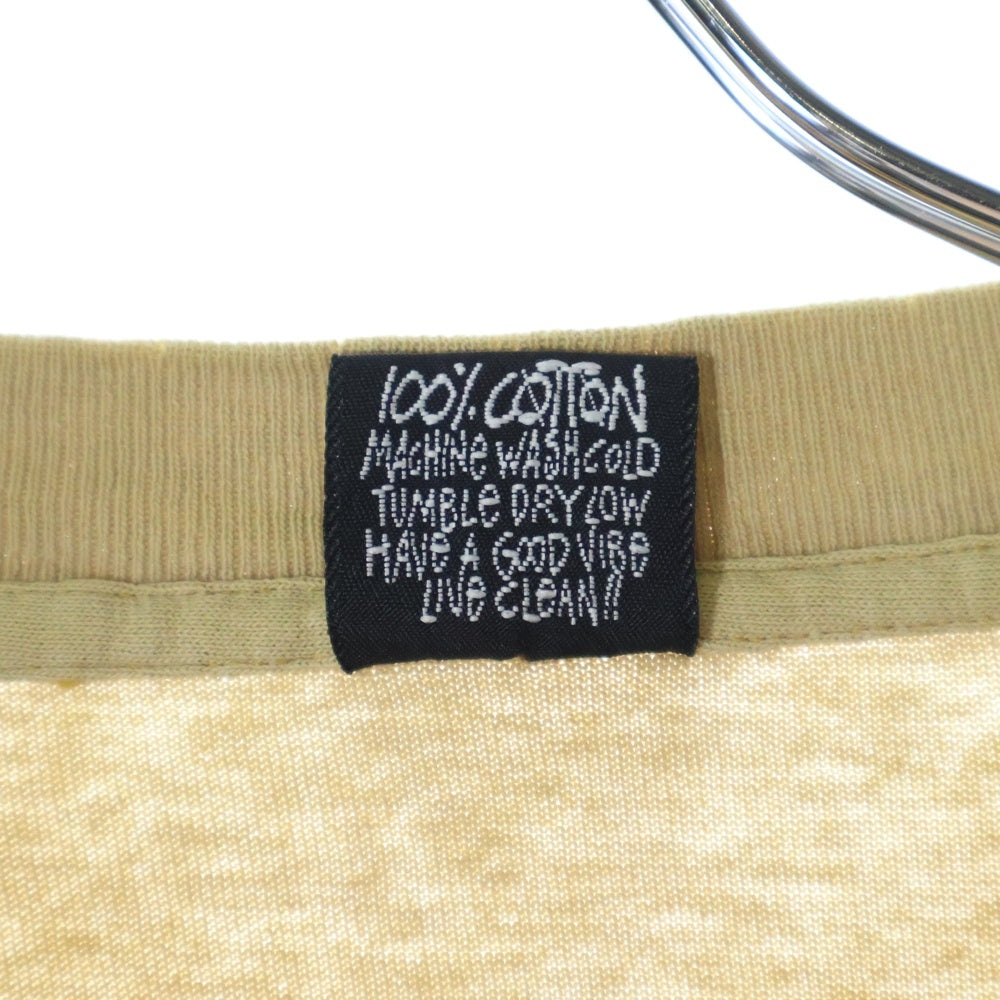 100% COTTON
MACHINe WASH COLD
TUMBLe DRY LOW
HAVe A GOOD VIBe
LIVe CLeAN!!